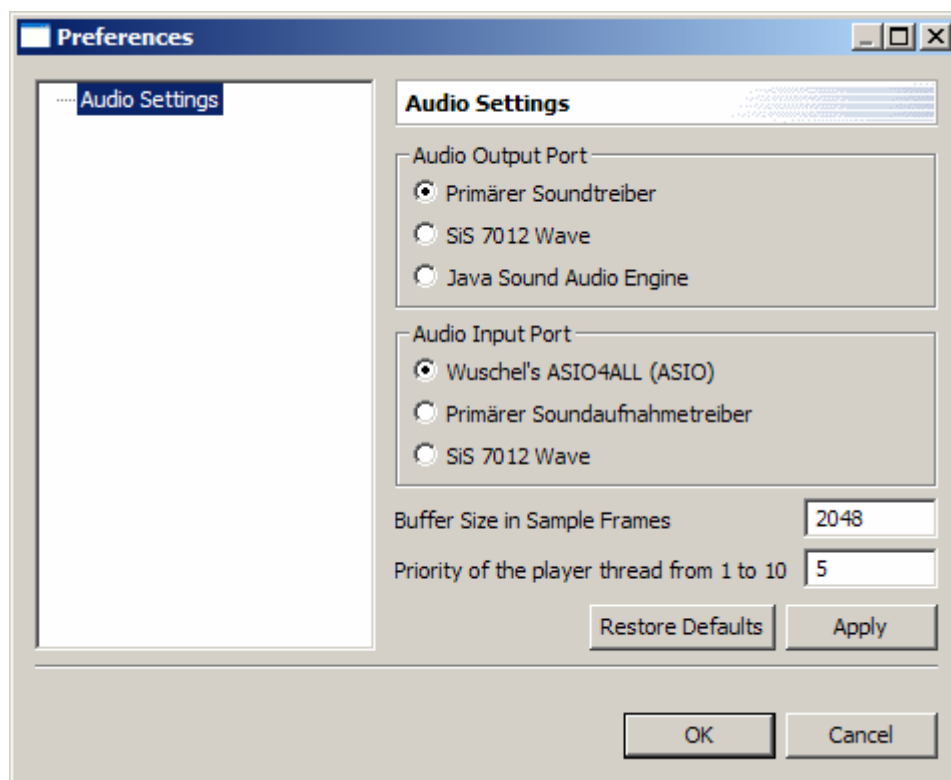 Preferences
Audio Settings
Audio Settings
Audio Output Port
Primärer Soundtreiber
SiS 7012 Wave
Java Sound Audio Engine
Audio Input Port
Wuschel's ASIO4ALL (ASIO)
Primärer Soundaufnahmetreiber
SiS 7012 Wave
Buffer Size in Sample Frames 2048
Priority of the player thread from 1 to 10 5
Restore Defaults Apply
OK Cancel